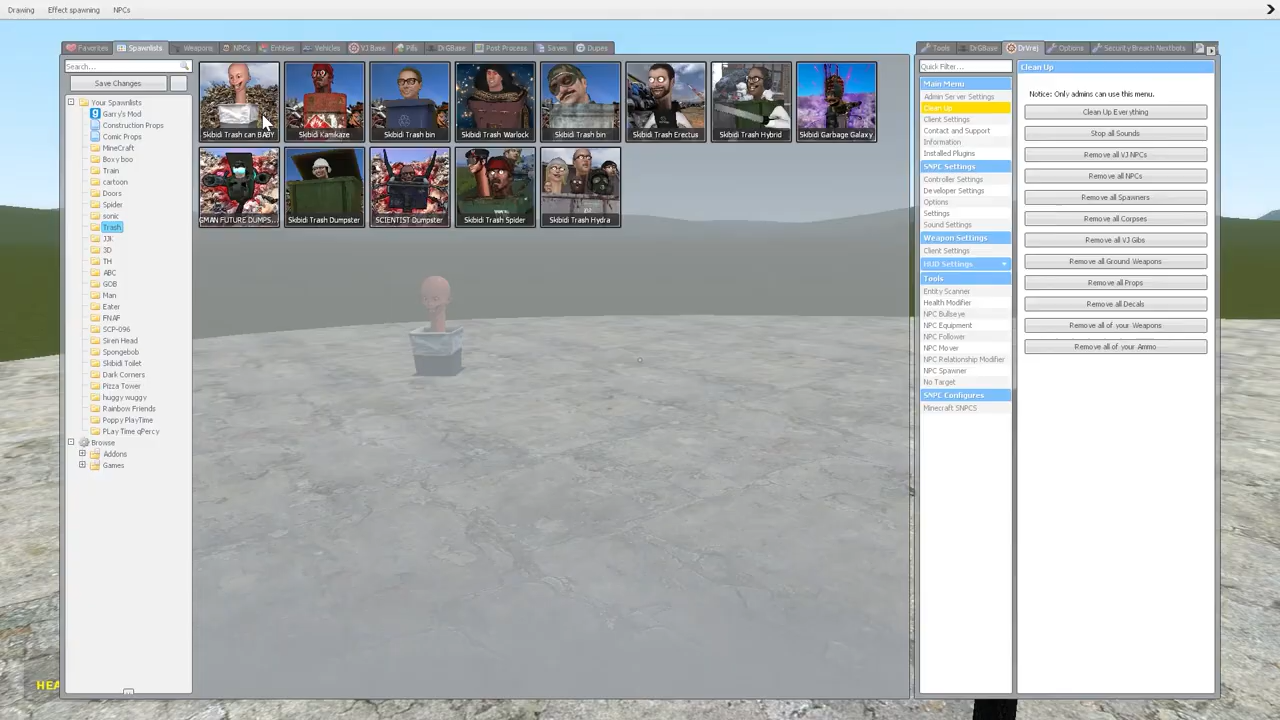 Drawing Effect spawning NPCs
Favorites Spawnlists Weapons NPCs Entities Vehicles VJ Base Pills DrGBase Post Process Saves Dupes
Search...
Save Changes
Your Spawnlists
Garry's Mod
Construction Props
Comic Props
MineCraft
Boxy boo
Train
cartoon
Doors
Spider
sonic
Trash
JJK
3D
TH
ABC
GOB
Man
Eater
FNAF
SCP-096
Siren Head
Spongebob
Skibidi Toilet
Dark Corners
Pizza Tower
huggy wuggy
Rainbow Friends
Poppy PlayTime
PLay Time qPercy
Browse
Addons
Games
Skibidi Trash can BABY Skibidi Kamikaze Skibidi Trash bin Skibidi Trash Warlock Skibidi Trash bin Skibidi Trash Erectus Skibidi Trash Hybrid Skibidi Garbage Galaxy
GMAN FUTURE DUMPS... Skibidi Trash Dumpster SCIENTIST Dumpster Skibidi Trash Spider Skibidi Trash Hydra
Tools DrGBase DrVrej Options Security Breach Nextbots
Quick Filter...
Main Menu
Admin Server Settings
Clean Up
Client Settings
Contact and Support
Information
Installed Plugins
SNPC Settings
Controller Settings
Developer Settings
Options
Settings
Sound Settings
Weapon Settings
Client Settings
HUD Settings
Tools
Entity Scanner
Health Modifier
NPC Bullseye
NPC Equipment
NPC Follower
NPC Mover
NPC Relationship Modifier
NPC Spawner
No Target
SNPC Configures
Minecraft SNPCS
Clean Up
Notice: Only admins can use this menu.
Clean Up Everything
Stop all Sounds
Remove all VJ NPCs
Remove all NPCs
Remove all Spawners
Remove all Corpses
Remove all VJ Gibs
Remove all Ground Weapons
Remove all Props
Remove all Decals
Remove all of your Weapons
Remove all of your Ammo
HEA